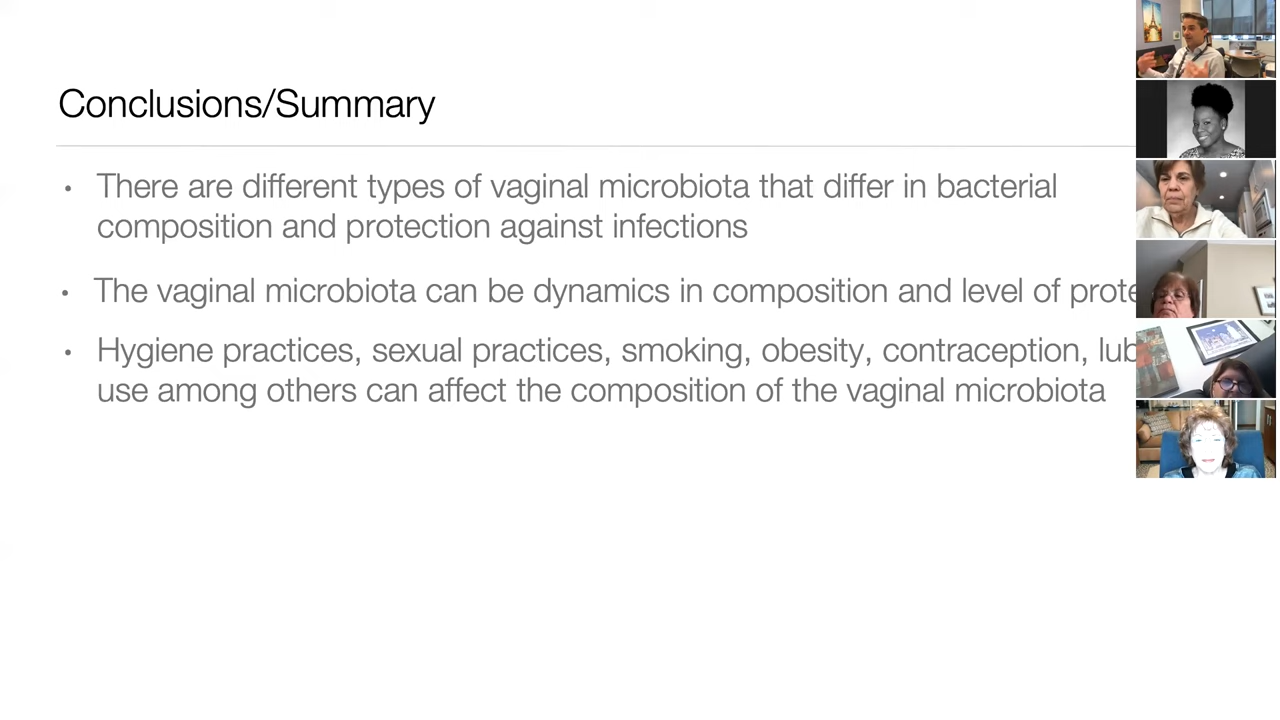 Conclusions/Summary
• There are different types of vaginal microbiota that differ in bacterial
composition and protection against infections
• The vaginal microbiota can be dynamics in composition and level of
• Hygiene practices, sexual practices, smoking, obesity, contraception,
use among others can affect the composition of the vaginal microbiota